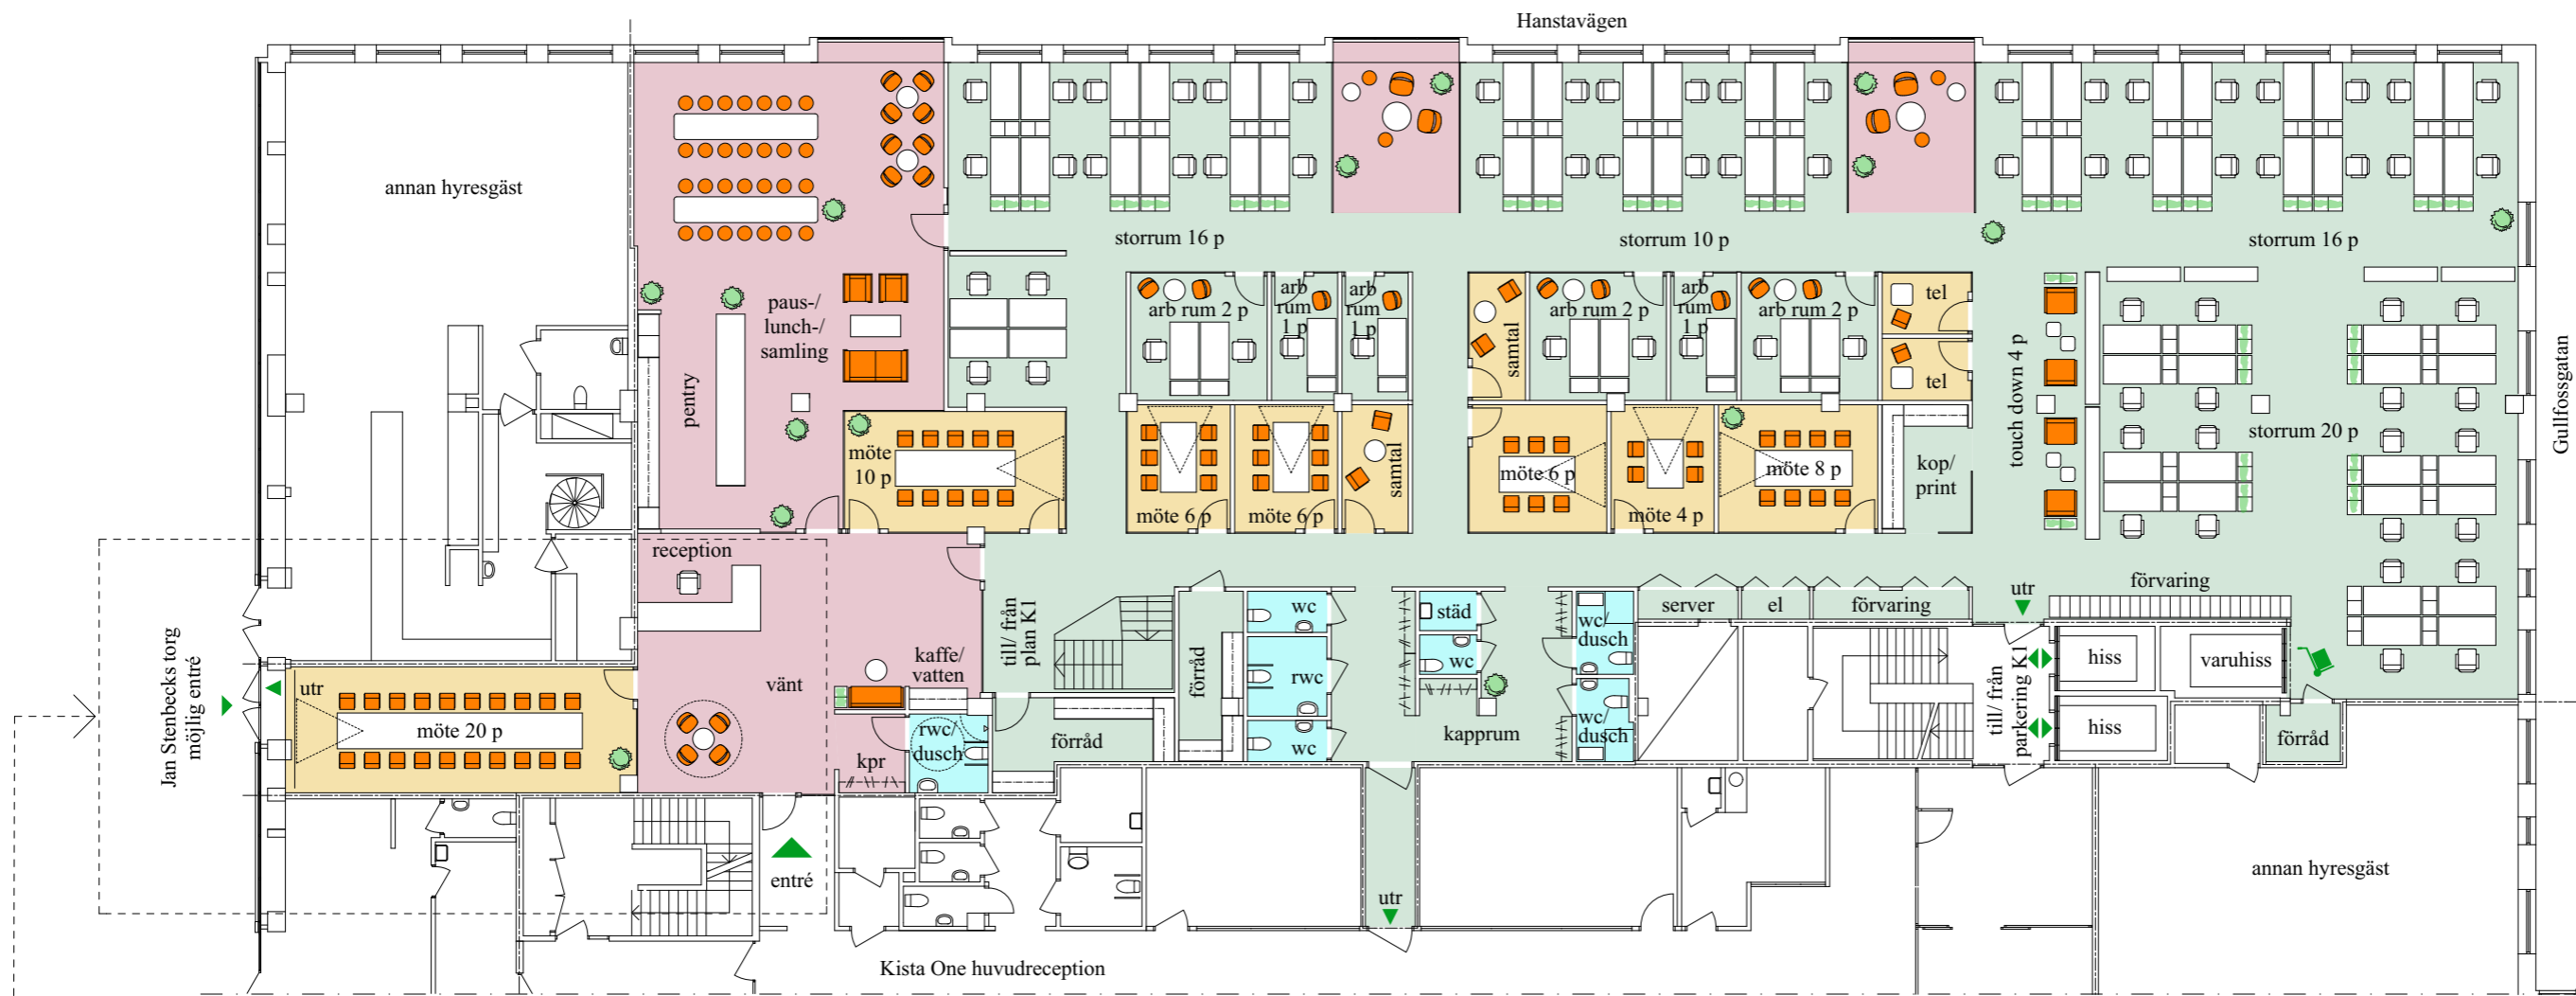 Hanstavägen
annan hyresgäst
storrum 16 p
storrum 10 p
storrum 16 p
paus-/
lunch-/
samling
pentry
arb rum 2 p
arb
rum
1 p
arb
rum
1 p
samtal
arb rum 2 p
arb
rum
1 p
arb rum 2 p
tel
tel
touch down 4 p
storrum 20 p
Gullfossgatan
möte
10 p
möte 6 p
möte 6 p
samtal
möte 6 p
möte 4 p
möte 8 p
kop/
print
reception
till/ från
plan K1
förråd
wc
rwc
wc
städ
wc
wc/
dusch
wc/
dusch
server
el
förvaring
utr
förvaring
kapprum
till/ från
parkering K1
hiss
varuhiss
hiss
förråd
Jan Stenbecks torg
möjlig entré
utr
möte 20 p
vänt
kaffe/
vatten
kpr
rwc/
dusch
förråd
entré
utr
annan hyresgäst
Kista One huvudreception